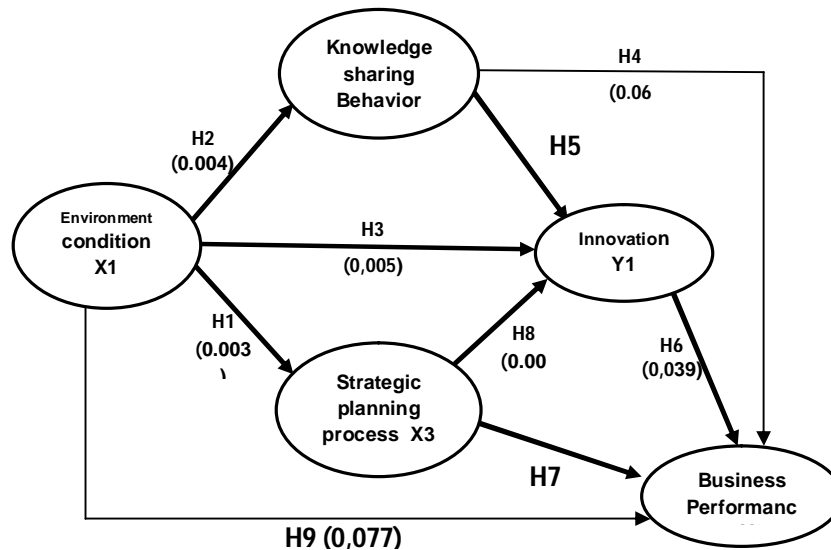 Knowledge
sharing
Behavior
H4
(0.06
H2
(0.004)
H5
Environment
condition
X1
H3
(0,005)
Innovation
Y1
H1
(0.003
)
H8
(0.00
H6
(0,039)
Strategic
planning
process X3
H7
Business
Performanc
H9 (0,077)